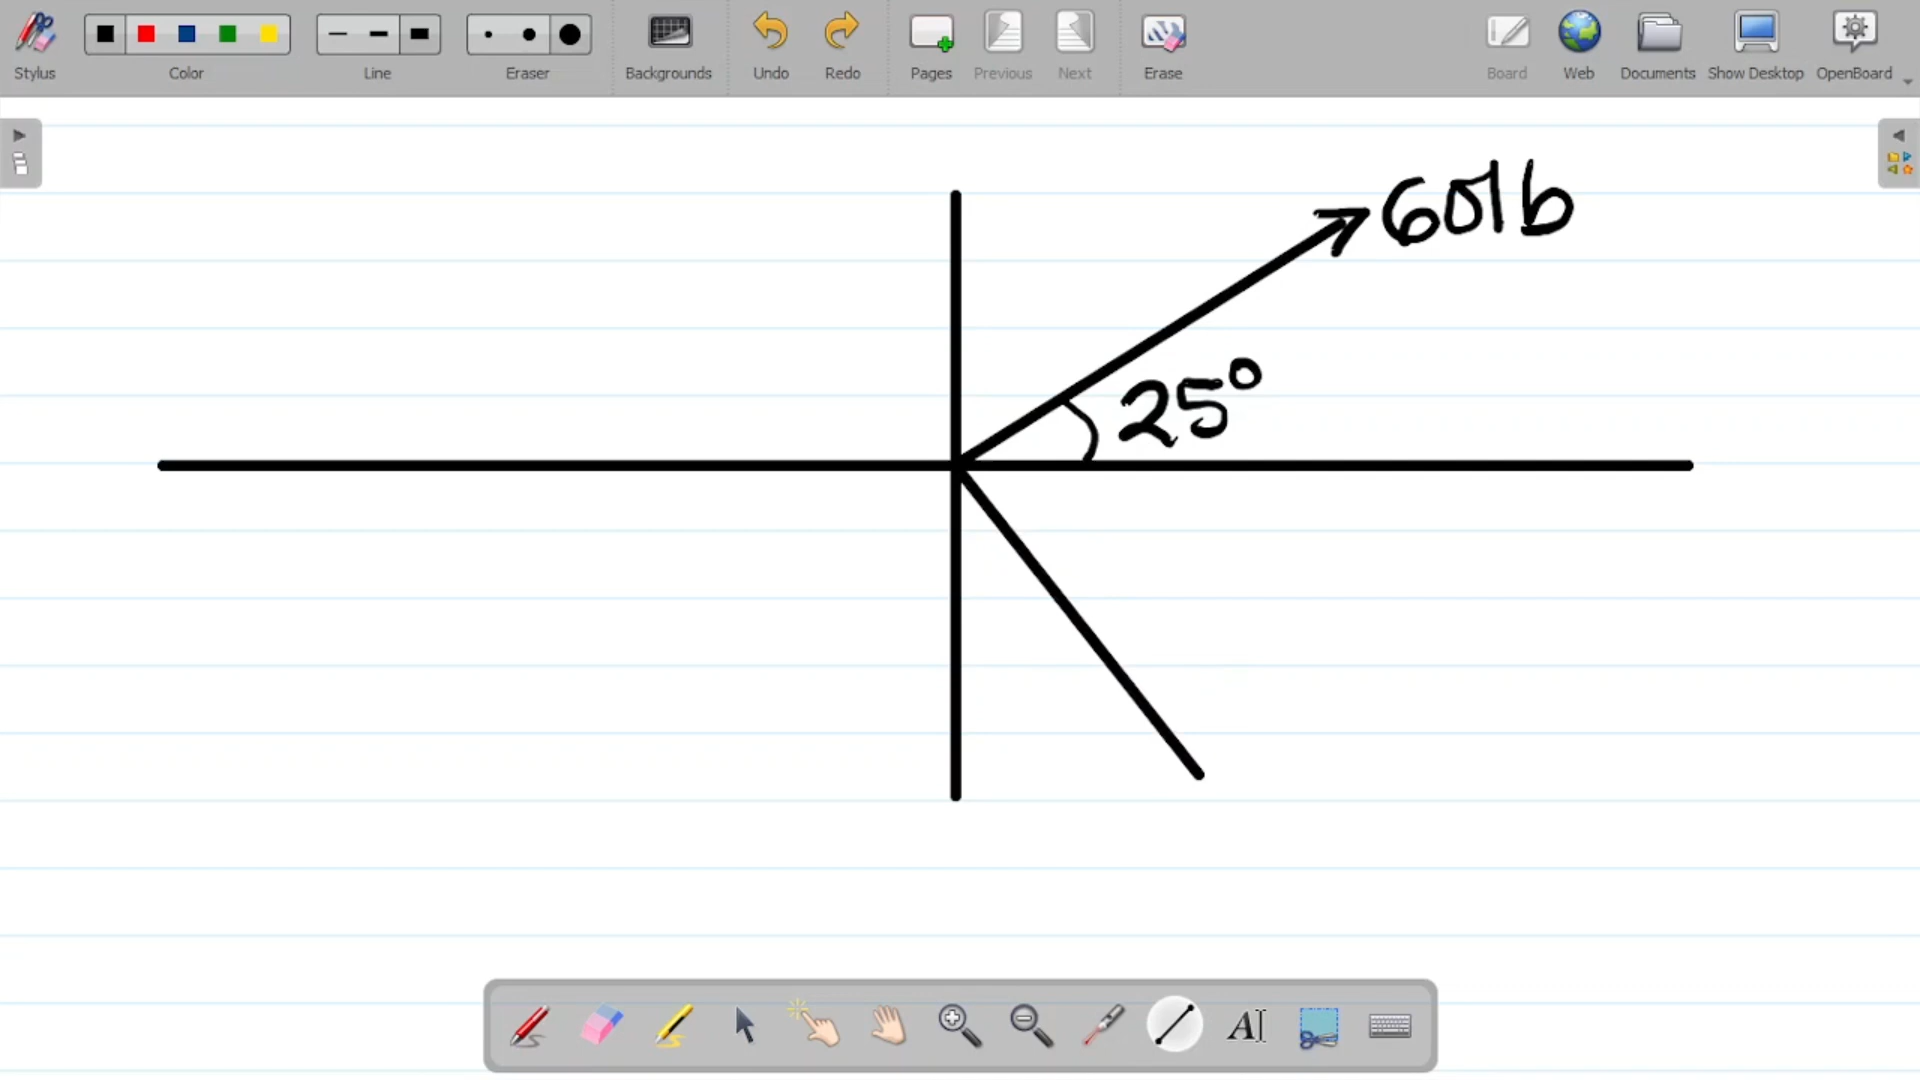 Stylus Color Line Eraser Backgrounds Undo Redo Pages Previous Next Erase Board Web Documents Show Desktop OpenBoard
60lb
25°
A